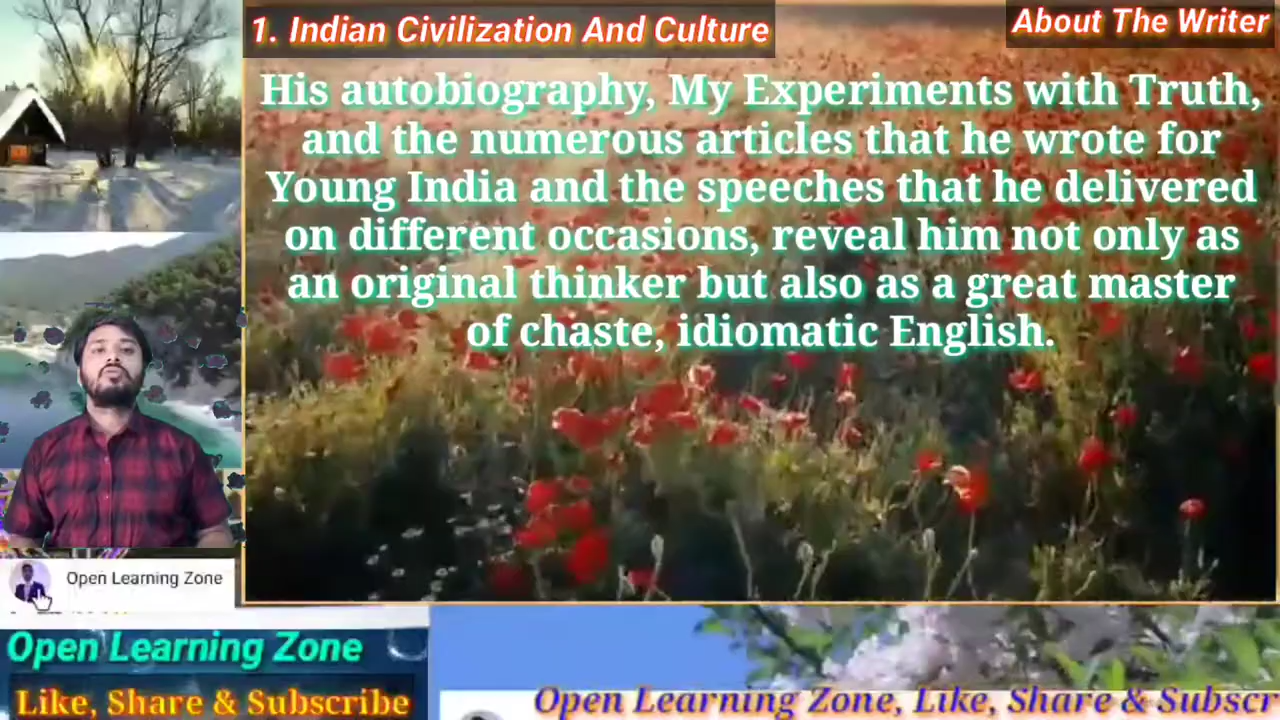 1. Indian Civilization And Culture
About The Writer
His autobiography, My Experiments with Truth,
and the numerous articles that he wrote for
Young India and the speeches that he delivered
on different occasions, reveal him not only as
an original thinker but also as a great master
of chaste, idiomatic English.
Open Learning Zone
Open Learning Zone
Like, Share & Subscribe
Open Learning Zone, Like, Share & Subscr